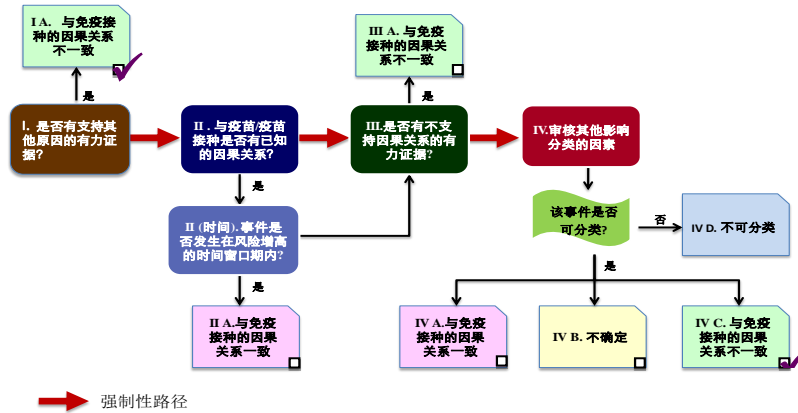 I A. 与免疫接
种的因果关系
不一致
III A. 与免疫
接种的因果关
系不一致
是
是
I. 是否有支持其
他原因的有力证
据?
II . 与疫苗/疫苗
接种是否有已知
的因果关系?
III.是否有不支
持因果关系的有
力证据?
IV.审核其他影响
分类的因素
是
II (时间).事件是
否发生在风险增高
的时间窗口期内?
该事件是否
可分类?
否
IV D. 不可分类
是
是
II A.与免疫
接种的因果
关系一致
IV A.与免疫
接种的因果
关系一致
IV B. 不确定
IV C. 与免疫
接种的因果
关系不一致
强制性路径